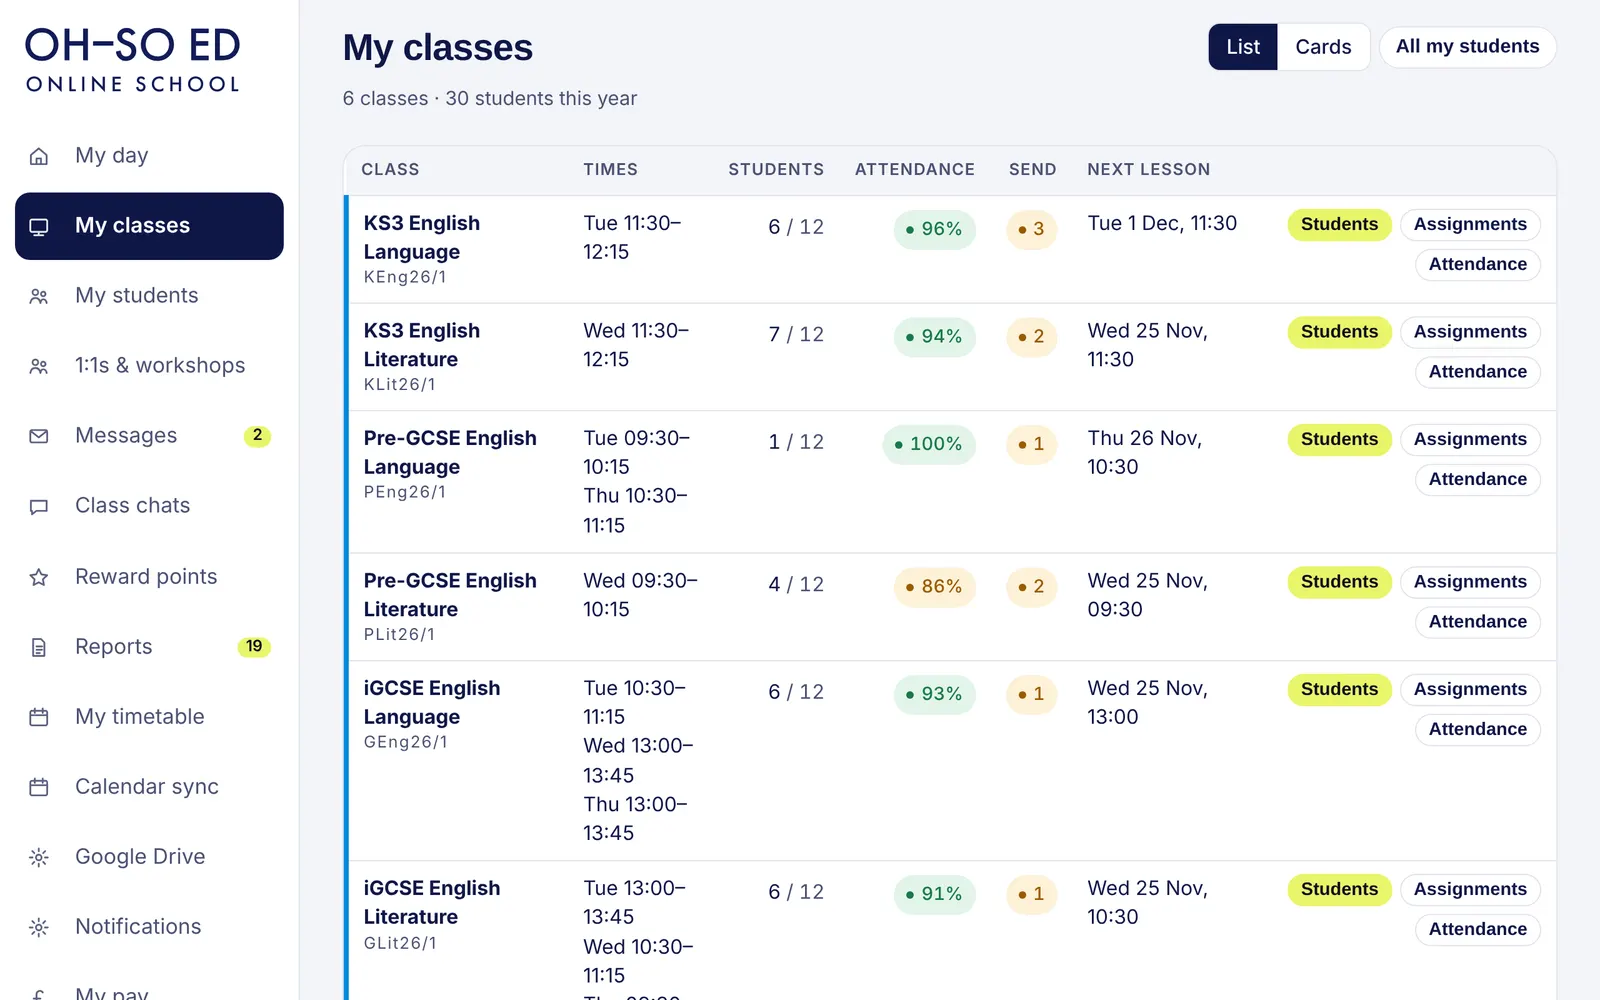 OH–SO ED
ONLINE SCHOOL
My day
My classes
My students
1:1s & workshops
Messages 2
Class chats
Reward points
Reports 19
My timetable
Calendar sync
Google Drive
Notifications
My pay
My classes
List Cards All my students
6 classes · 30 students this year
CLASS TIMES STUDENTS ATTENDANCE SEND NEXT LESSON
KS3 English Tue 11:30– 6 / 12 96% 3 Tue 1 Dec, 11:30 Students Assignments
Language 12:15 Attendance
KEng26/1
KS3 English Wed 11:30– 7 / 12 94% 2 Wed 25 Nov, Students Assignments
Literature 12:15 11:30 Attendance
KLit26/1
Pre-GCSE English Tue 09:30– 1 / 12 100% 1 Thu 26 Nov, Students Assignments
Language 10:15 10:30 Attendance
PEng26/1 Thu 10:30–
11:15
Pre-GCSE English Wed 09:30– 4 / 12 86% 2 Wed 25 Nov, Students Assignments
Literature 10:15 09:30 Attendance
PLit26/1
iGCSE English Tue 10:30– 6 / 12 93% 1 Wed 25 Nov, Students Assignments
Language 11:15 13:00 Attendance
GEng26/1 Wed 13:00–
13:45
Thu 13:00–
13:45
iGCSE English Tue 13:00– 6 / 12 91% 1 Wed 25 Nov, Students Assignments
Literature 13:45 10:30 Attendance
GLit26/1 Wed 10:30–
11:15